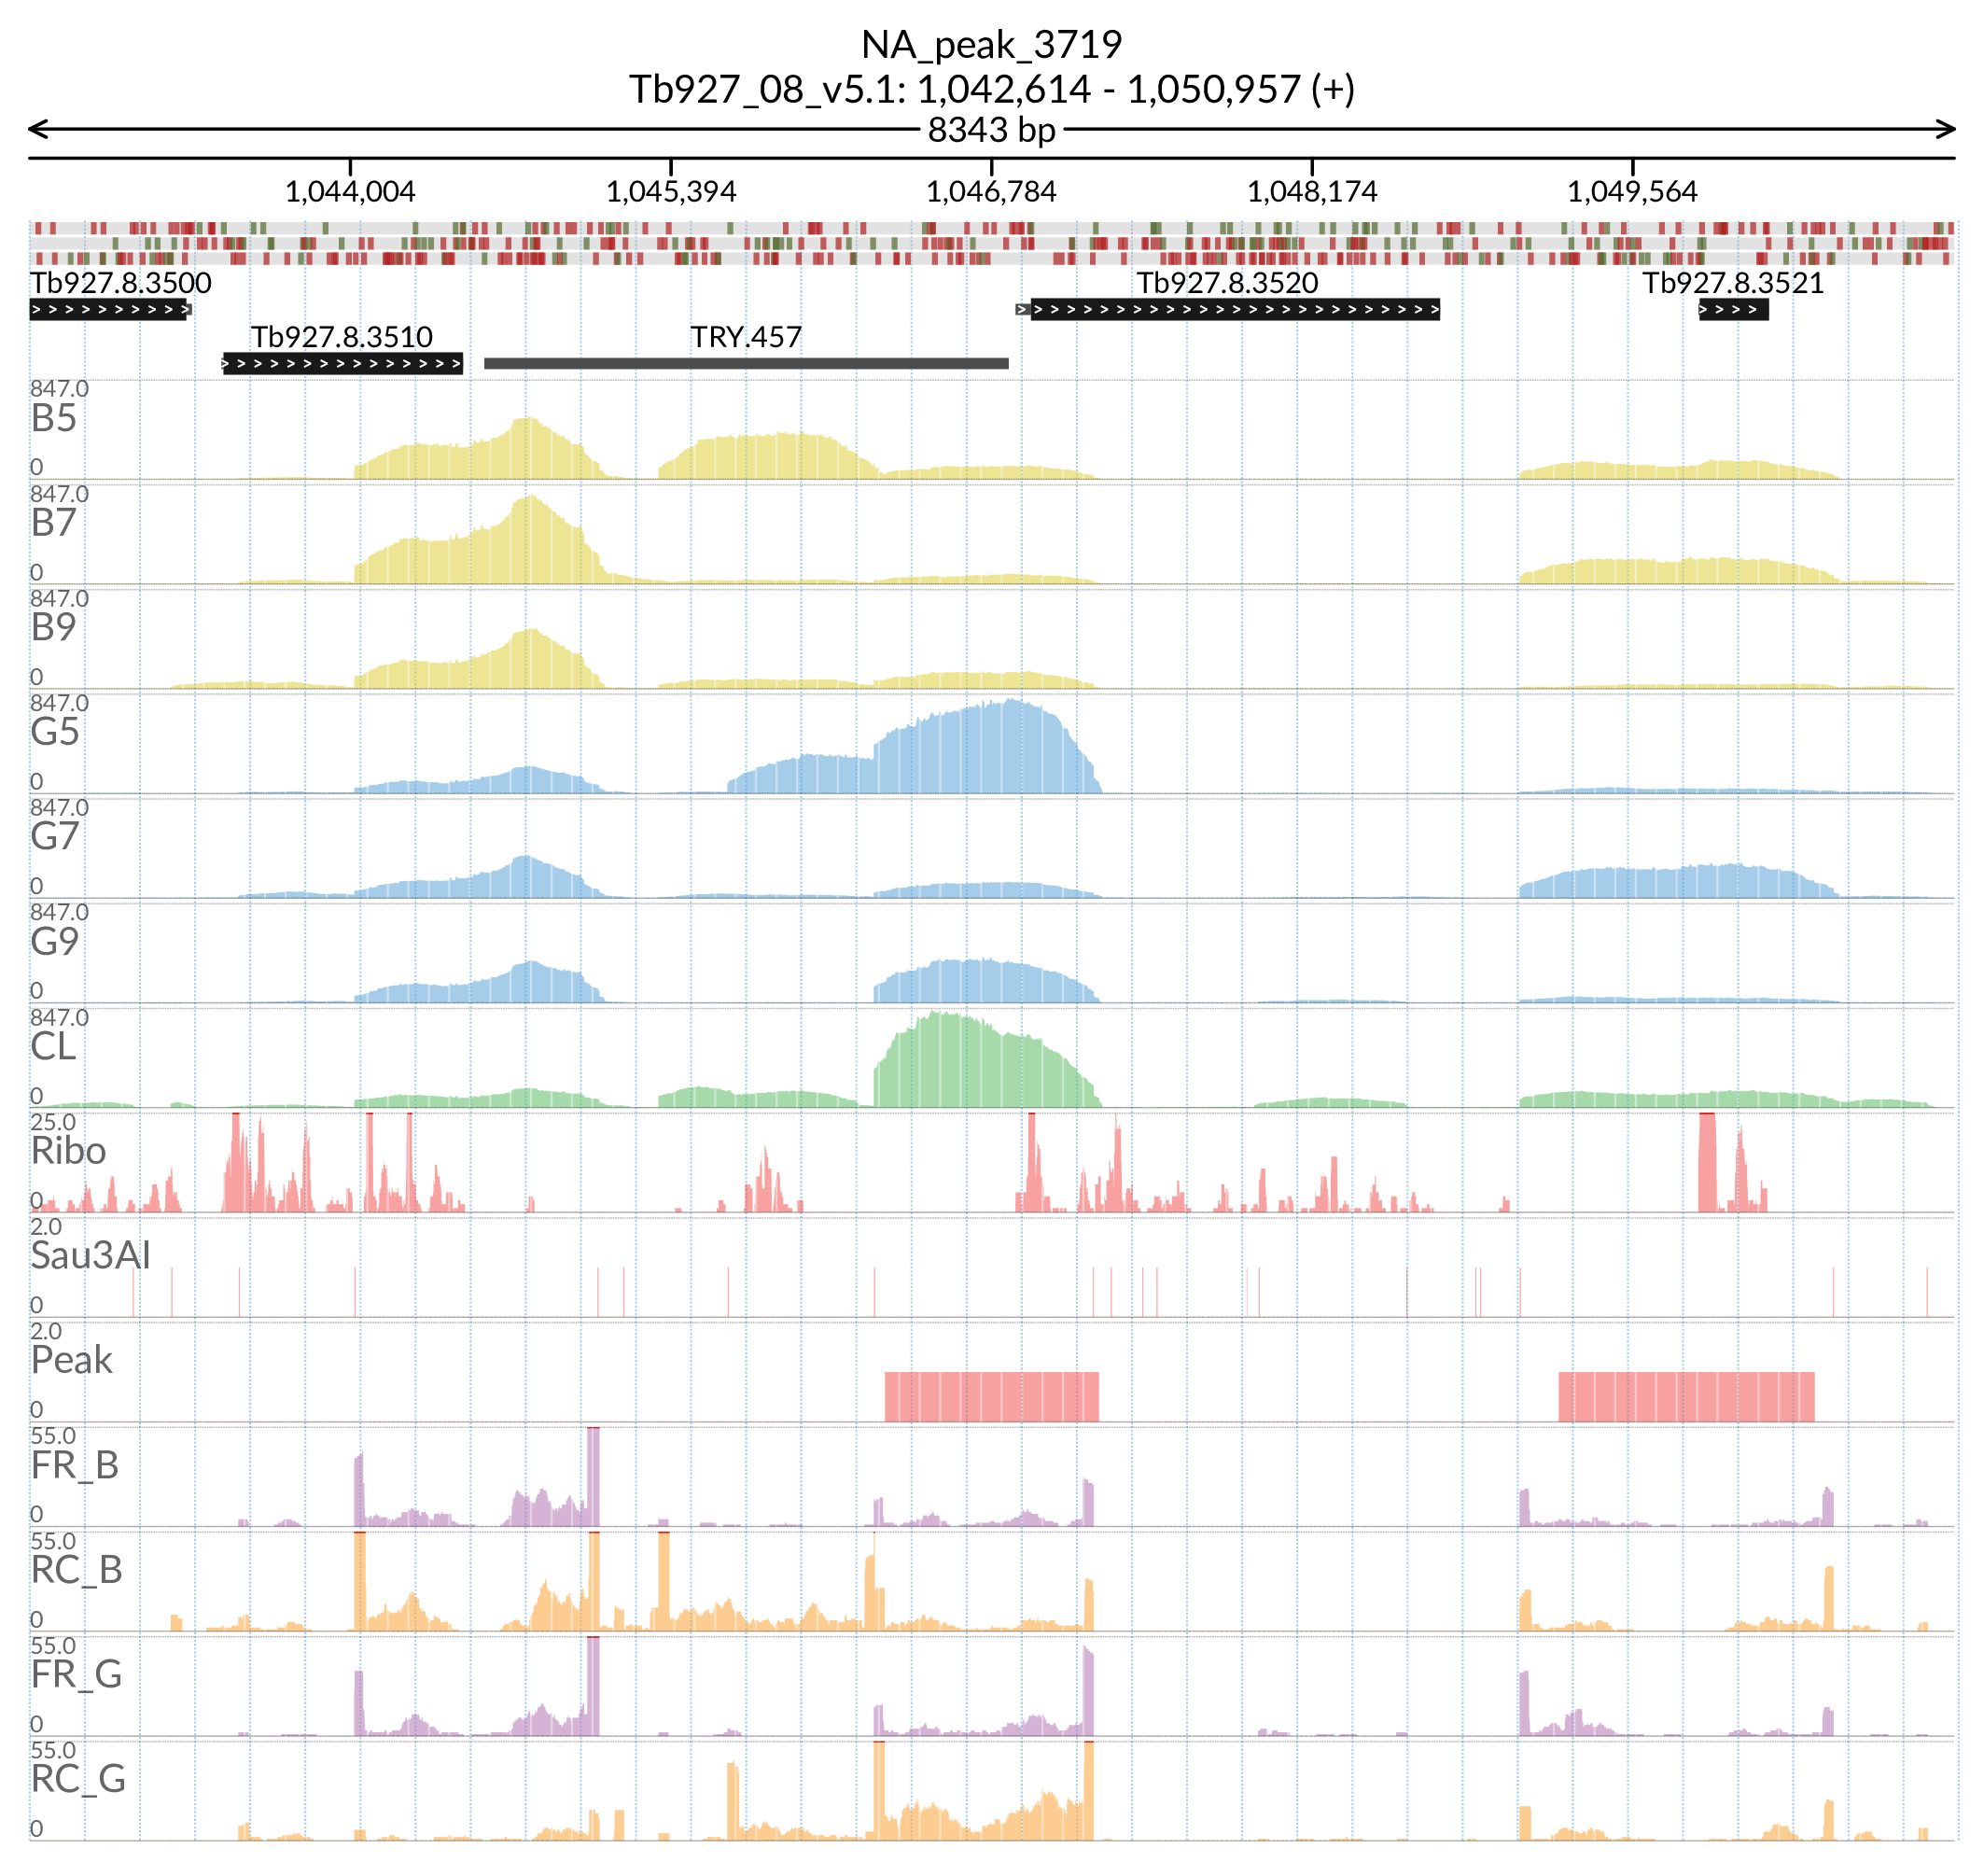 NA_peak_3719
Tb927_08_v5.1: 1,042,614 - 1,050,957 (+)
8343 bp
1,044,004 1,045,394 1,046,784 1,048,174 1,049,564
Tb927.8.3500 Tb927.8.3520 Tb927.8.3521
Tb927.8.3510 TRY.457
847.0
B5
0
847.0
B7
0
847.0
B9
0
847.0
G5
0
847.0
G7
0
847.0
G9
0
847.0
CL
0
25.0
Ribo
0
2.0
Sau3AI
0
2.0
Peak
0
55.0
FR_B
0
55.0
RC_B
0
55.0
FR_G
0
55.0
RC_G
0